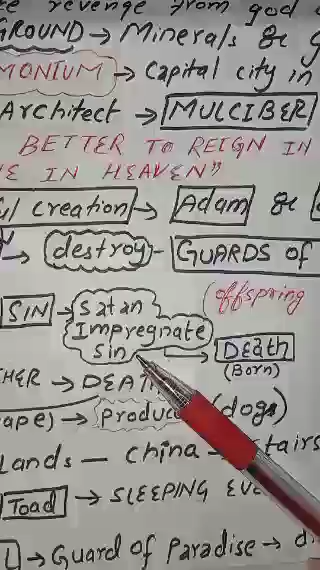 revenge from god
GROUND → Minerals &
MONIUM → Capital city in
Architect → MULCIBER
BETTER TO REIGN IN
E IN HEAVEN"
creation → Adam &
→ destroy - GUARDS of
SIN → Satan (offspring
Impregnate
Sin → Death
(Born)
HER → DEAT
ape) → Produc (dogs)
Lands — China — stairs
Toad → SLEEPING EVE
→ Guard of Paradise →